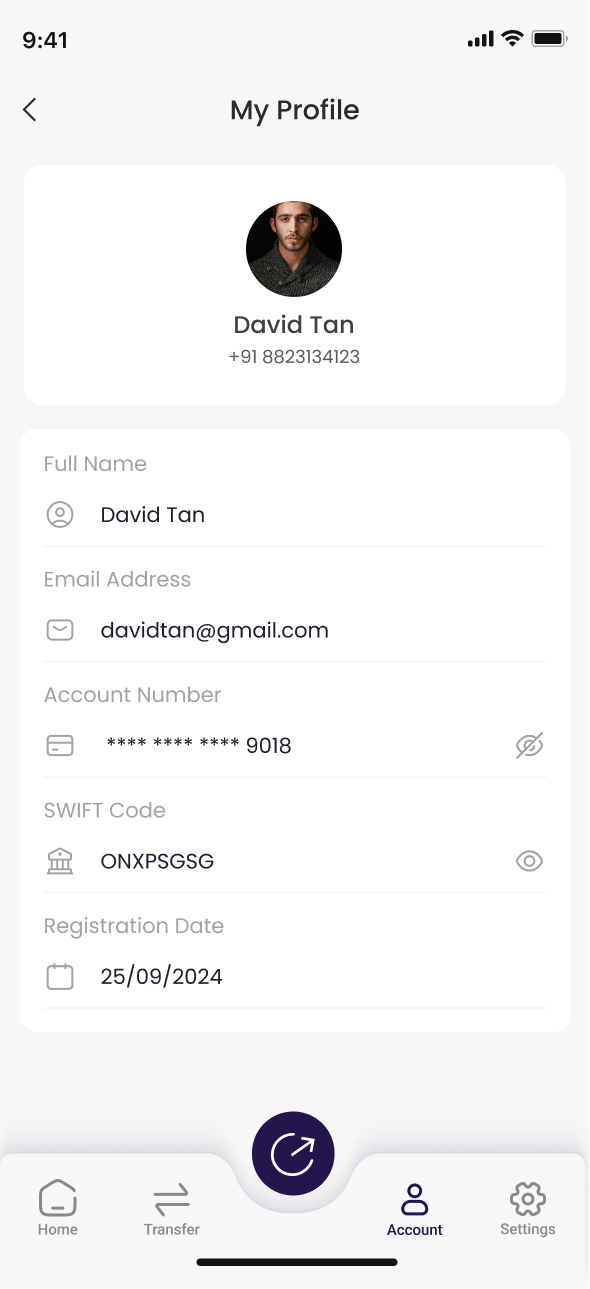 9:41
My Profile
David Tan
+91 8823134123
Full Name
David Tan
Email Address
davidtan@gmail.com
Account Number
**** **** **** 9018
SWIFT Code
ONXPSGSG
Registration Date
25/09/2024
Home Transfer Account Settings